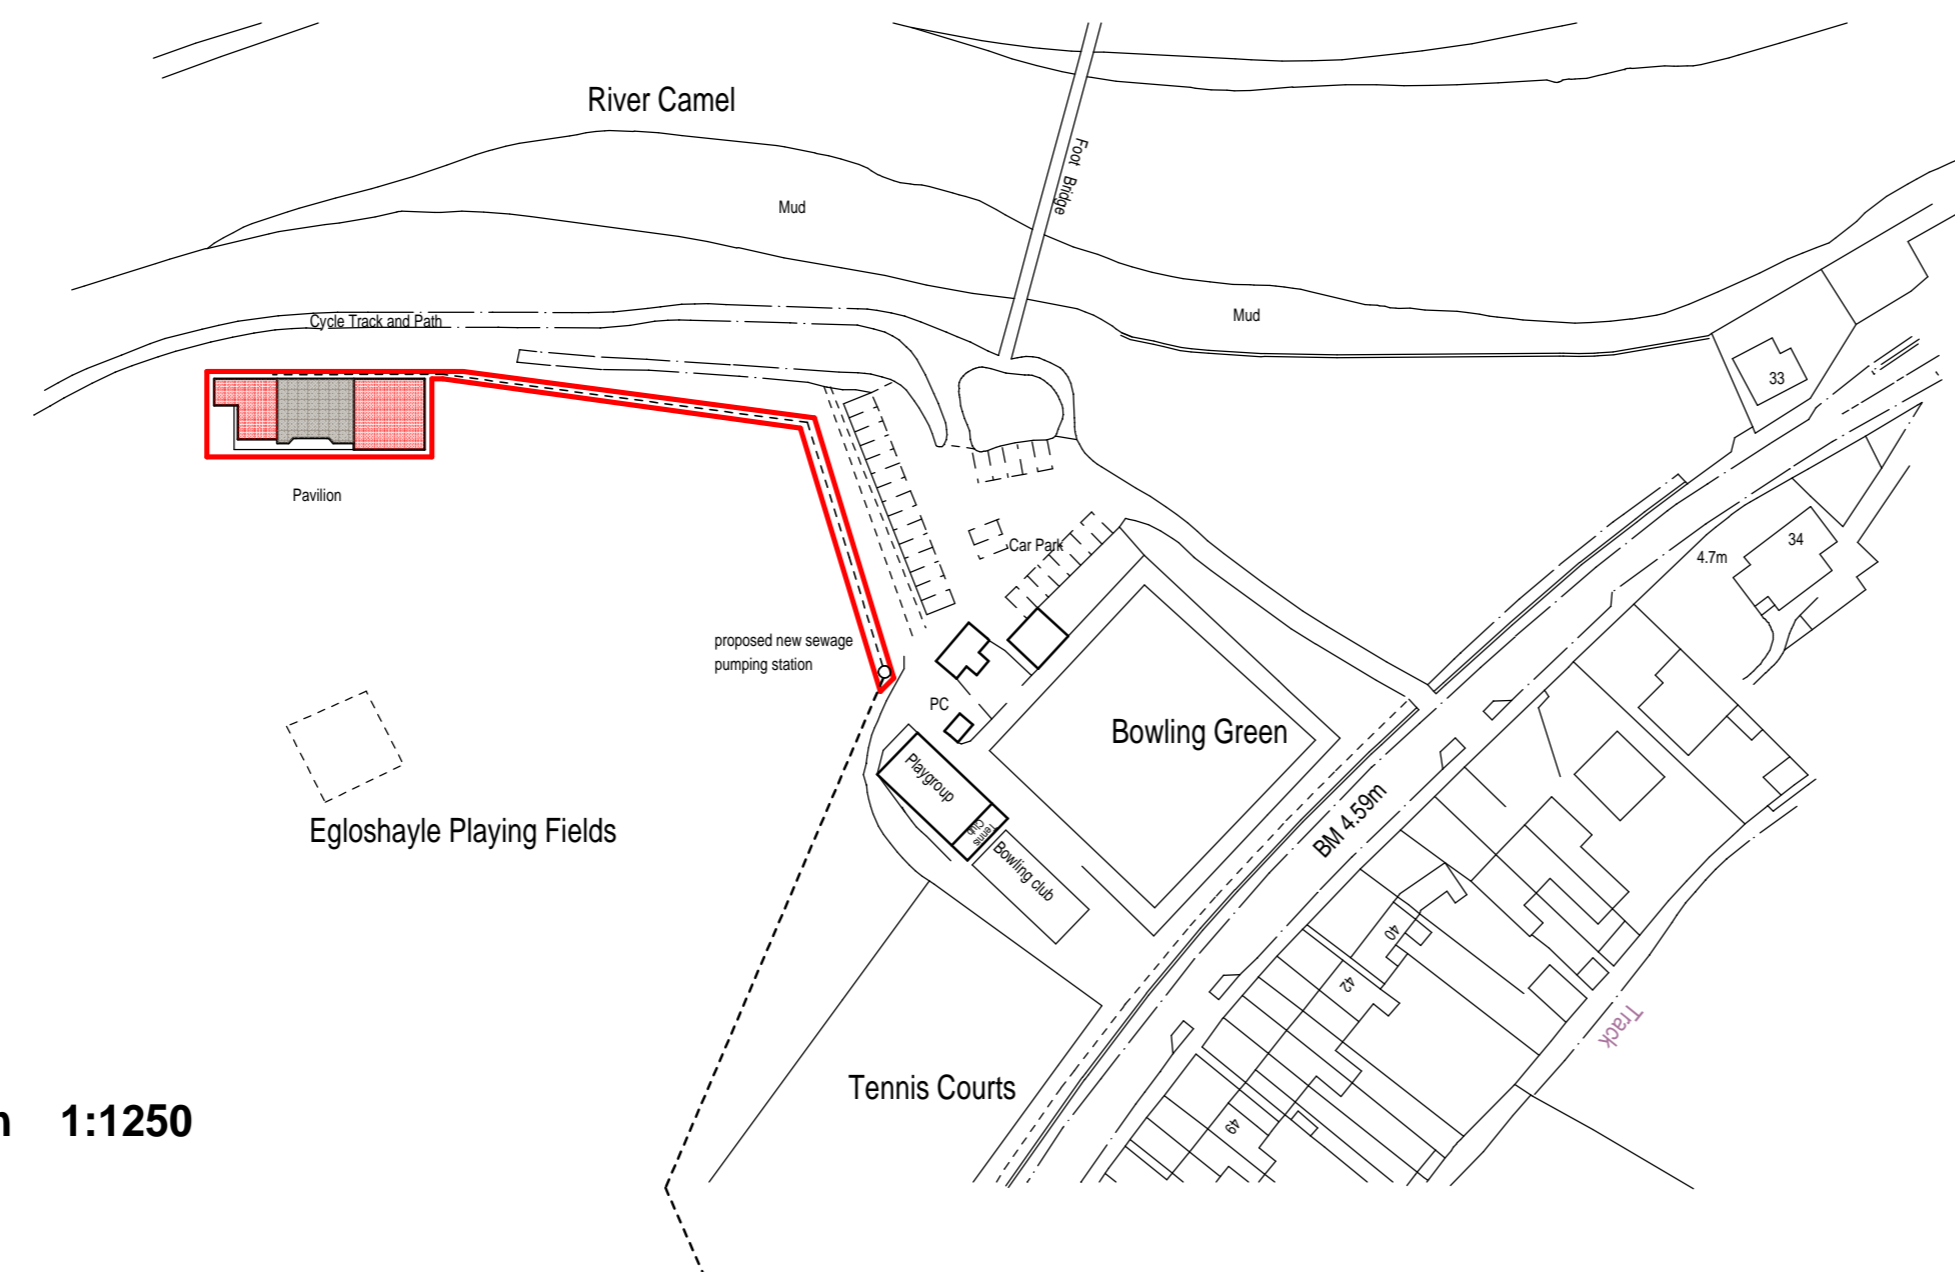 River Camel
Foot Bridge
Mud
Mud
Cycle Track and Path
33
Pavilion
Car Park
34
4.7m
proposed new sewage
pumping station
PC
Bowling Green
Playgroup
Tennis
Club
Bowling club
BM 4.59m
Egloshayle Playing Fields
40
42
Track
Tennis Courts
49
1:1250